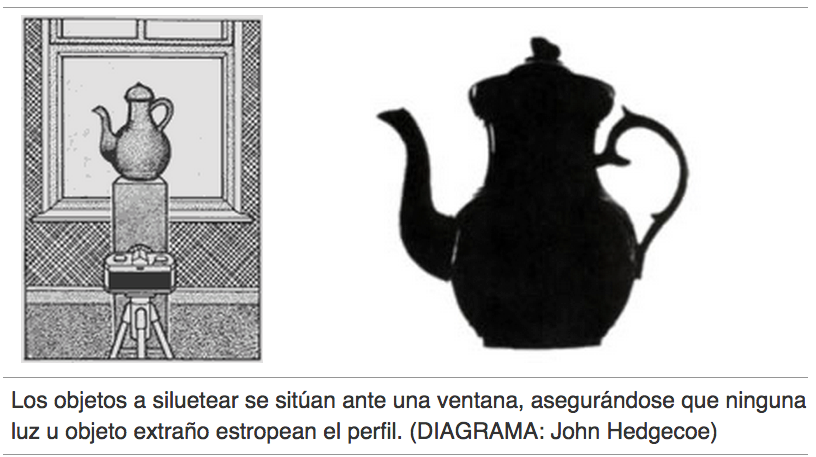 Los objetos a siluetear se sitúan ante una ventana, asegurándose que ninguna
luz u objeto extraño estropean el perfil. (DIAGRAMA: John Hedgecoe)